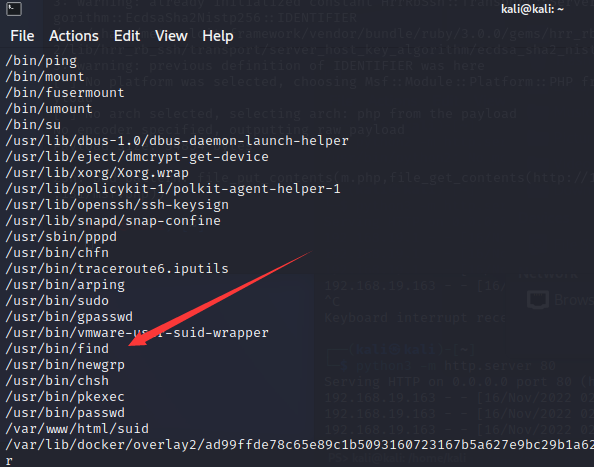 kali@kali: ~
File Actions Edit View Help
/bin/ping
/bin/mount
/bin/fusermount
/bin/umount
/bin/su
/usr/lib/dbus-1.0/dbus-daemon-launch-helper
/usr/lib/eject/dmcrypt-get-device
/usr/lib/xorg/Xorg.wrap
/usr/lib/policykit-1/polkit-agent-helper-1
/usr/lib/openssh/ssh-keysign
/usr/lib/snapd/snap-confine
/usr/sbin/pppd
/usr/bin/chfn
/usr/bin/traceroute6.iputils
/usr/bin/arping
/usr/bin/sudo
/usr/bin/gpasswd
/usr/bin/vmware-user-suid-wrapper
/usr/bin/find
/usr/bin/newgrp
/usr/bin/chsh
/usr/bin/pkexec
/usr/bin/passwd
/var/www/html/suid
/var/lib/docker/overlay2/ad99ffde78c65e89c1b5093160723167b5a627e9bc29b1a62
r